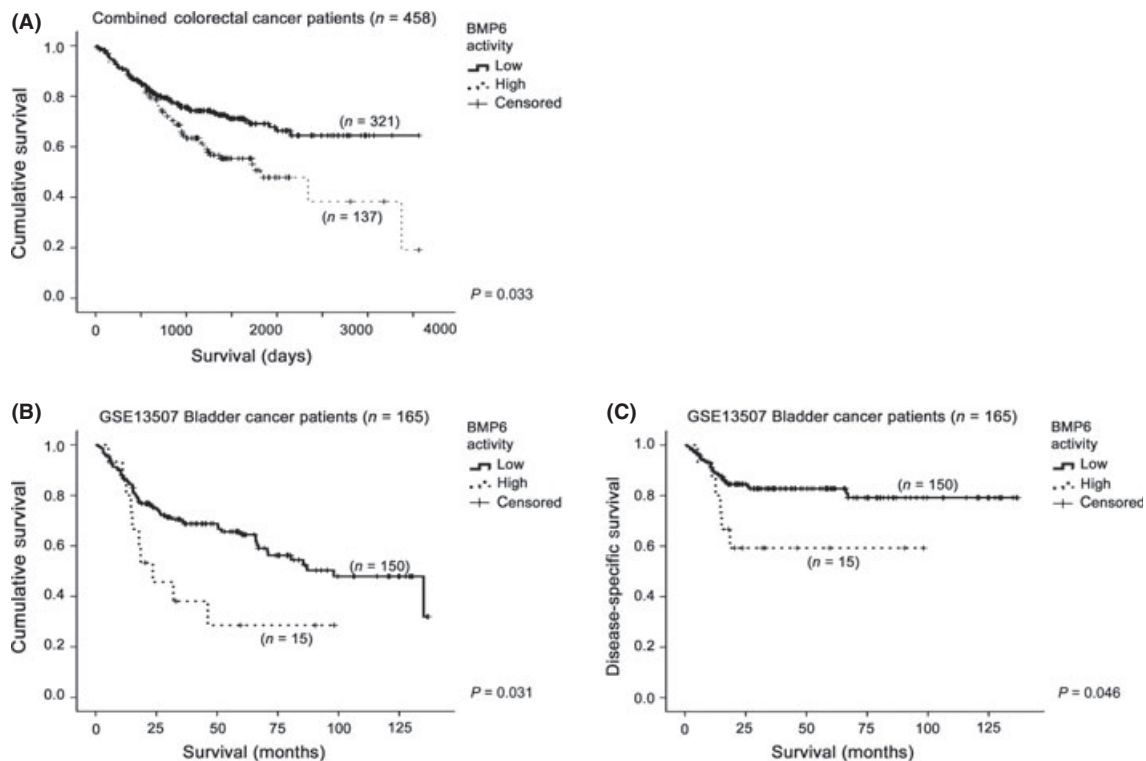 (A)
Combined colorectal cancer patients (n = 458)
BMP6
activity
Low
High
Censored
1.0
0.8
0.6
0.4
0.2
0.0
Cumulative survival
(n = 321)
(n = 137)
P = 0.033
0 1000 2000 3000 4000
Survival (days)
(B)
GSE13507 Bladder cancer patients (n = 165)
BMP6
activity
Low
High
Censored
1.0
0.8
0.6
0.4
0.2
0.0
Cumulative survival
(n = 150)
(n = 15)
P = 0.031
0 25 50 75 100 125
Survival (months)
(C)
GSE13507 Bladder cancer patients (n = 165)
BMP6
activity
Low
High
Censored
1.0
0.8
0.6
0.4
0.2
0.0
Disease-specific survival
(n = 150)
(n = 15)
P = 0.046
0 25 50 75 100 125
Survival (months)